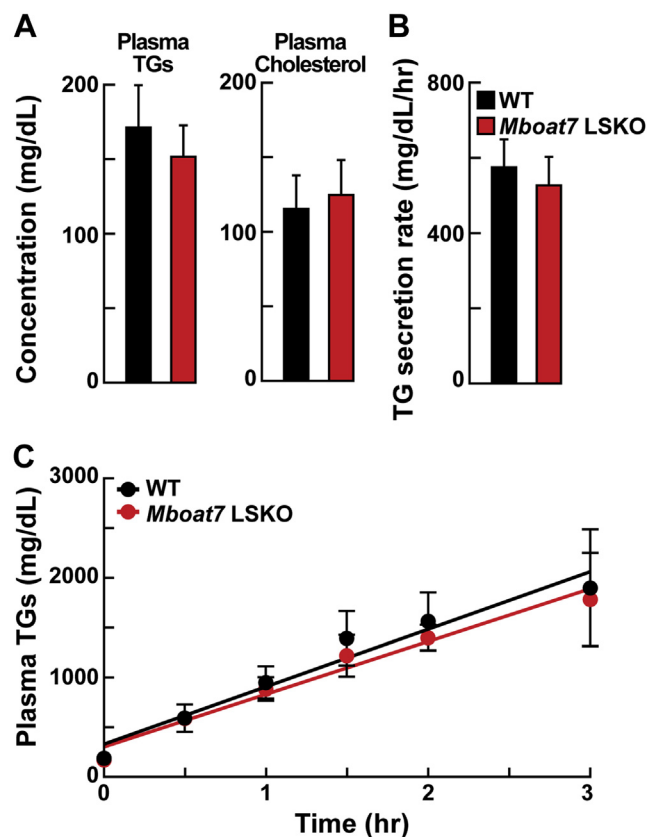 A
Plasma
TGs
Plasma
Cholesterol
Concentration (mg/dL)
200
100
0
200
100
0
B
TG secretion rate (mg/dL/hr)
800
400
0
WT
Mboat7 LSKO
C
Plasma TGs (mg/dL)
3000
2000
1000
0
WT
Mboat7 LSKO
0
1
2
3
Time (hr)